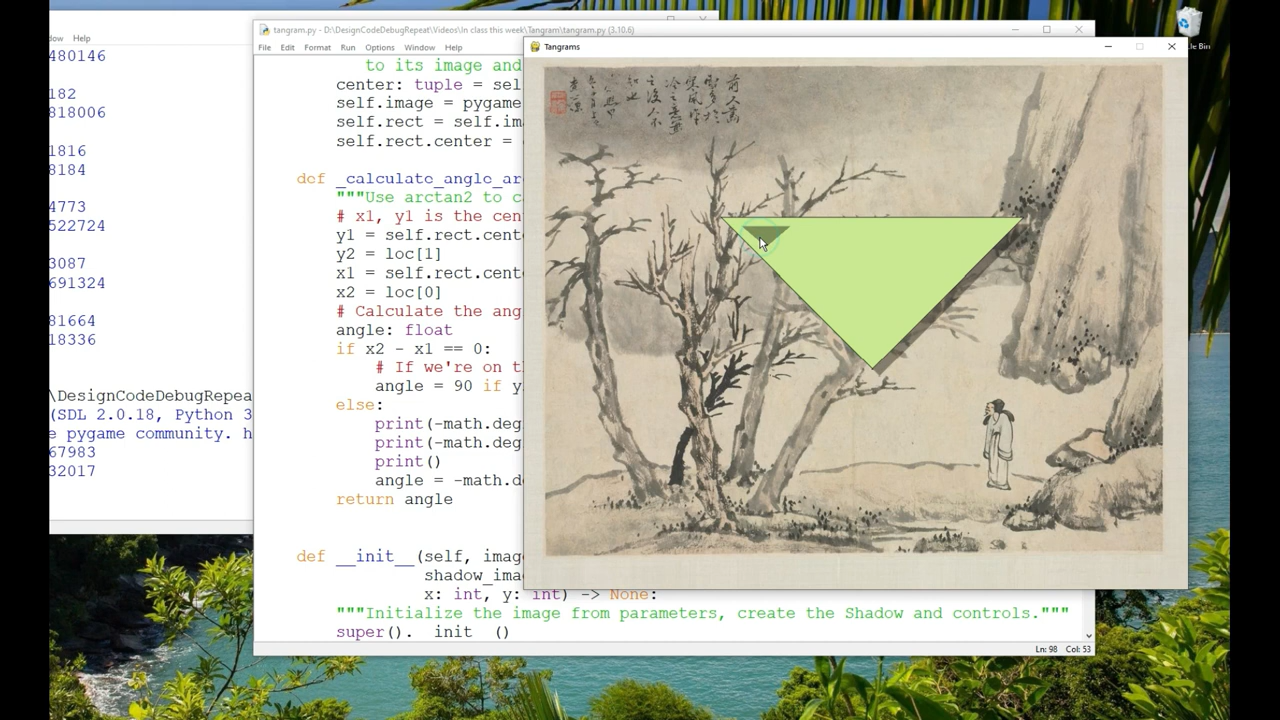 dow
Help
480146
182
818006
1816
8184
4773
522724
3087
691324
81664
18336
\DesignCodeDebugRepea
(SDL 2.0.18, Python 3
e pygame community. h
67983
32017
tangram.py - D:\DesignCodeDebugRepeat\Videos\In class this week\Tangram\tangram.py (3.10.6)
File Edit Format Run Options Window Help
to its image and
center: tuple = sel
self.image = pygame
self.rect = self.im
self.rect.center =
def _calculate_angle_ar
"""Use arctan2 to c
# x1, y1 is the cen
y1 = self.rect.cent
y2 = loc[1]
x1 = self.rect.cent
x2 = loc[0]
# Calculate the ang
angle: float
if x2 - x1 == 0:
# If we're on t
angle = 90 if y
else:
print(-math.deg
print(-math.deg
print()
angle = -math.d
return angle
def __init__(self, imag
shadow_ima
x: int, y: int) -> None:
"""Initialize the image from parameters, create the Shadow and controls."""
super().__init__()
Ln: 98 Col: 53
Tangrams
le Bin